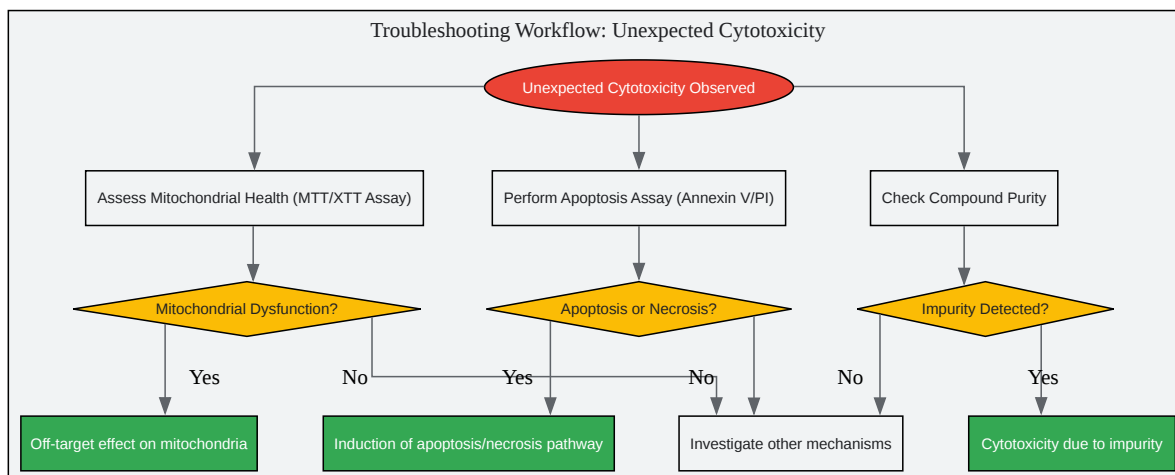 Troubleshooting Workflow: Unexpected Cytotoxicity
Unexpected Cytotoxicity Observed
Assess Mitochondrial Health (MTT/XTT Assay)
Perform Apoptosis Assay (Annexin V/PI)
Check Compound Purity
Mitochondrial Dysfunction?
Apoptosis or Necrosis?
Impurity Detected?
Yes
No
Yes
No
No
Yes
Off-target effect on mitochondria
Induction of apoptosis/necrosis pathway
Investigate other mechanisms
Cytotoxicity due to impurity